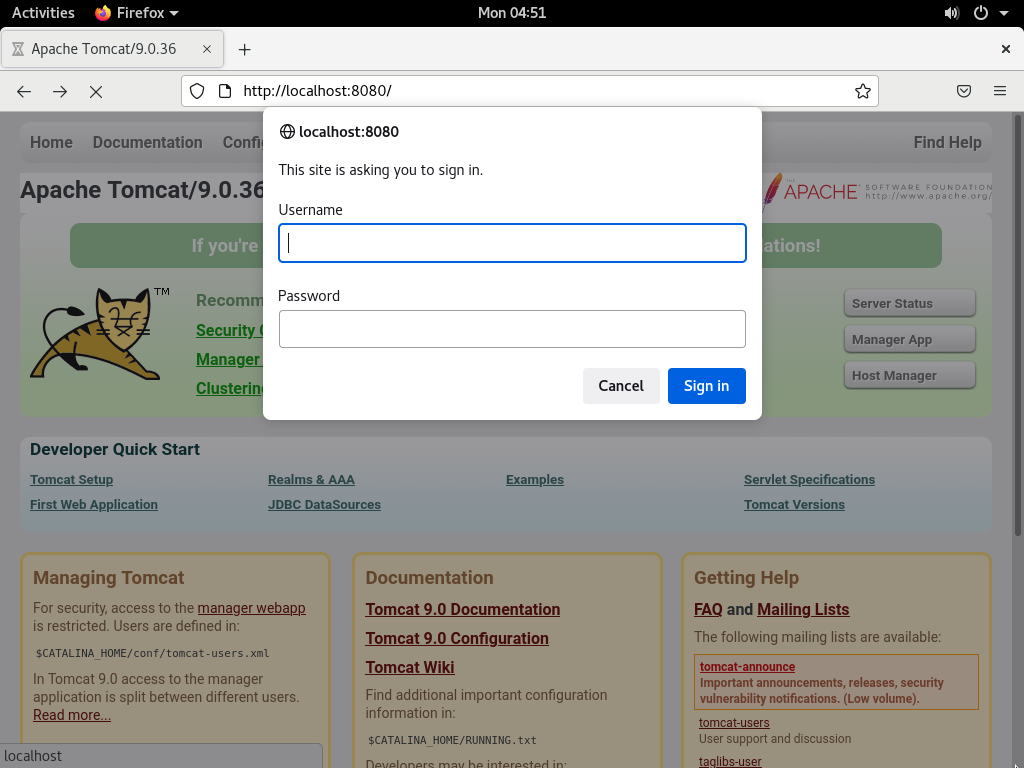 Activities Firefox Mon 04:51
Apache Tomcat/9.0.36
http://localhost:8080/
localhost:8080
This site is asking you to sign in.
Username
Password
Cancel Sign in
Home Documentation Find Help
Apache Tomcat/9.0.36
THE APACHE SOFTWARE FOUNDATION
http://www.apache.org/
If you're
TM
Security
Manager
Clustering
Server Status
Manager App
Host Manager
Developer Quick Start
Tomcat Setup Realms & AAA Examples Servlet Specifications
First Web Application JDBC DataSources Tomcat Versions
Managing Tomcat
For security, access to the manager webapp
is restricted. Users are defined in:
$CATALINA_HOME/conf/tomcat-users.xml
In Tomcat 9.0 access to the manager
application is split between different users.
Read more...
Documentation
Tomcat 9.0 Documentation
Tomcat 9.0 Configuration
Tomcat Wiki
Find additional important configuration
information in:
$CATALINA_HOME/RUNNING.txt
Developers may be interested in:
Getting Help
FAQ and Mailing Lists
The following mailing lists are available:
tomcat-announce
Important announcements, releases, security
vulnerability notifications. (Low volume).
tomcat-users
User support and discussion
taglibs-user
localhost